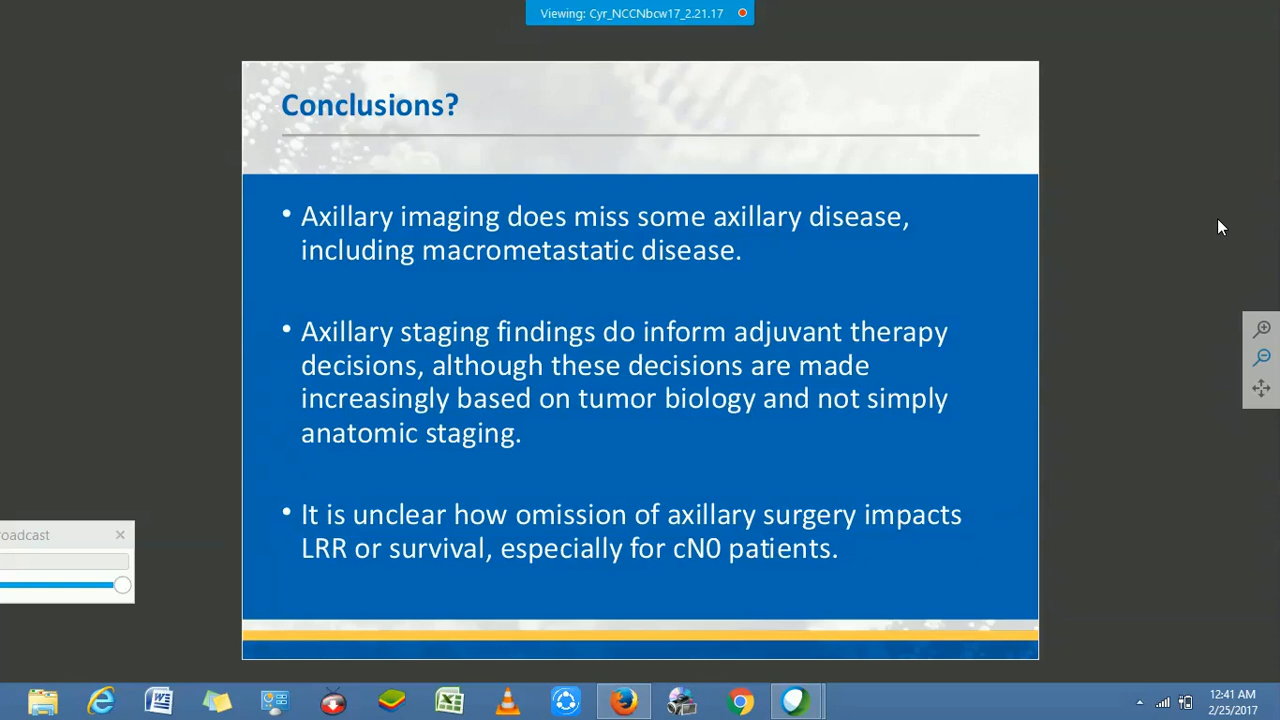 Viewing: Cyr_NCCNbcw17_2.21.17
Conclusions?
• Axillary imaging does miss some axillary disease,
including macrometastatic disease.
• Axillary staging findings do inform adjuvant therapy
decisions, although these decisions are made
increasingly based on tumor biology and not simply
anatomic staging.
• It is unclear how omission of axillary surgery impacts
LRR or survival, especially for cN0 patients.
roadcast
12:41 AM
2/25/2017